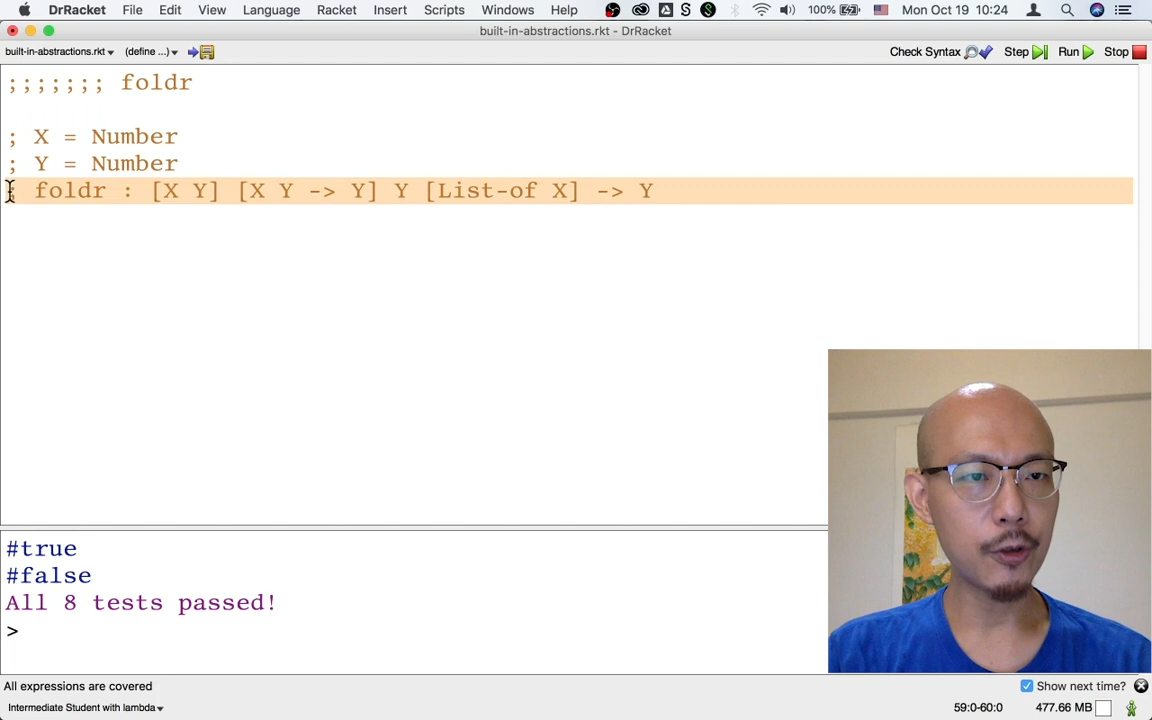 DrRacket File Edit View Language Racket Insert Scripts Windows Help 100% Mon Oct 19 10:24
built-in-abstractions.rkt - DrRacket
built-in-abstractions.rkt (define ...) Check Syntax Step Run Stop
;;;;;;; foldr
; X = Number
; Y = Number
; foldr : [X Y] [X Y -> Y] Y [List-of X] -> Y
#true
#false
All 8 tests passed!
>
All expressions are covered Show next time?
Intermediate Student with lambda 59:0-60:0 477.66 MB